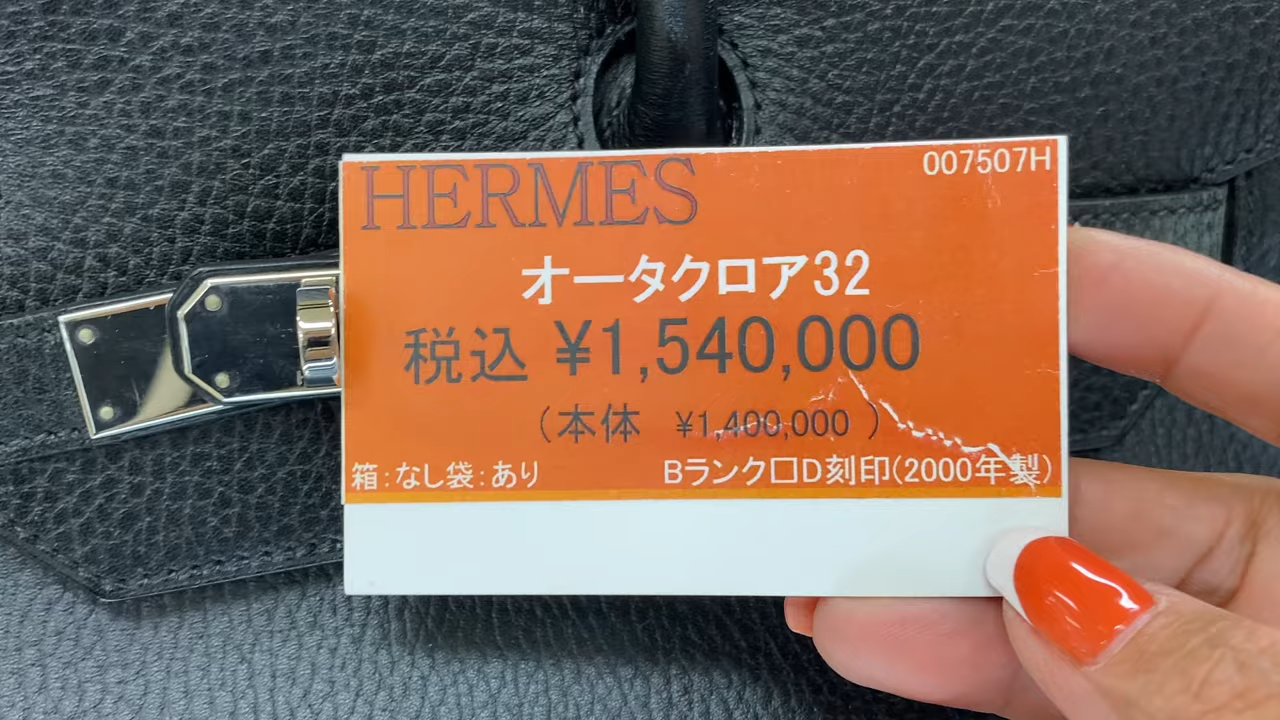 HERMES
007507H
オータクロア32
税込 ¥1,540,000
(本体 ¥1,400,000 )
箱:なし袋:あり
Bランク□D刻印(2000年製)